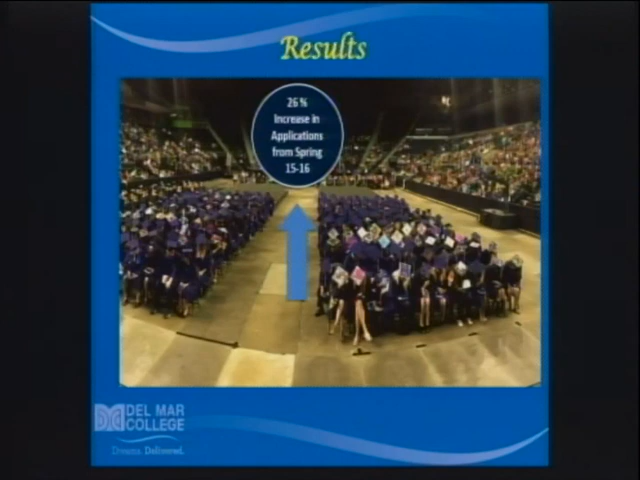 Results
26 %
Increase in
Applications
from Spring
15-16
DEL MAR
COLLEGE
Dreams. Delivered.